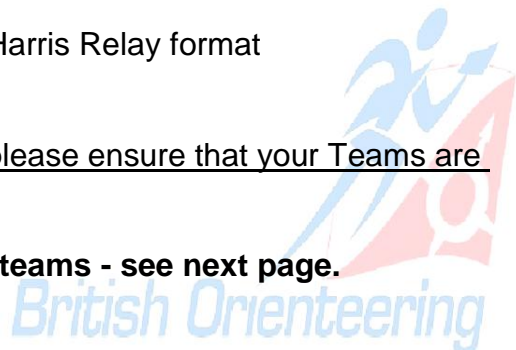 Harris Relay format
please ensure that your Teams are
teams - see next page.
British Orienteering